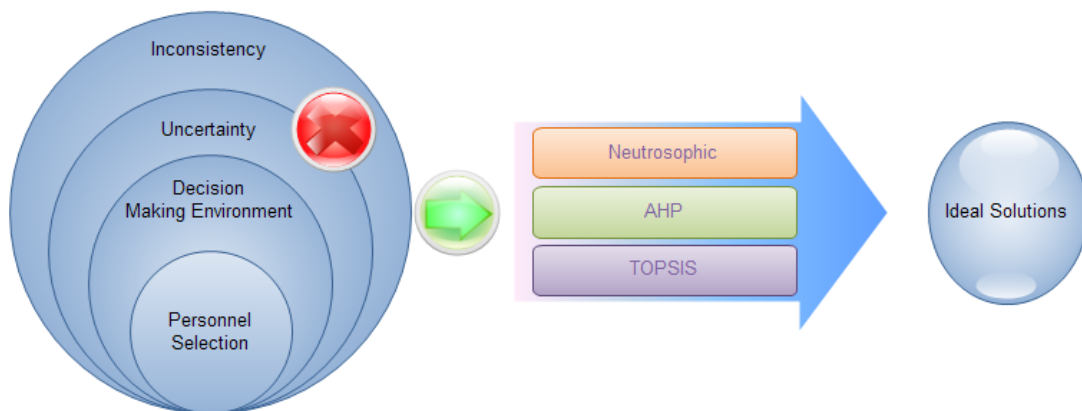 Inconsistency
Uncertainty
Decision
Making Environment
Personnel
Selection
Neutrosophic
AHP
TOPSIS
Ideal Solutions